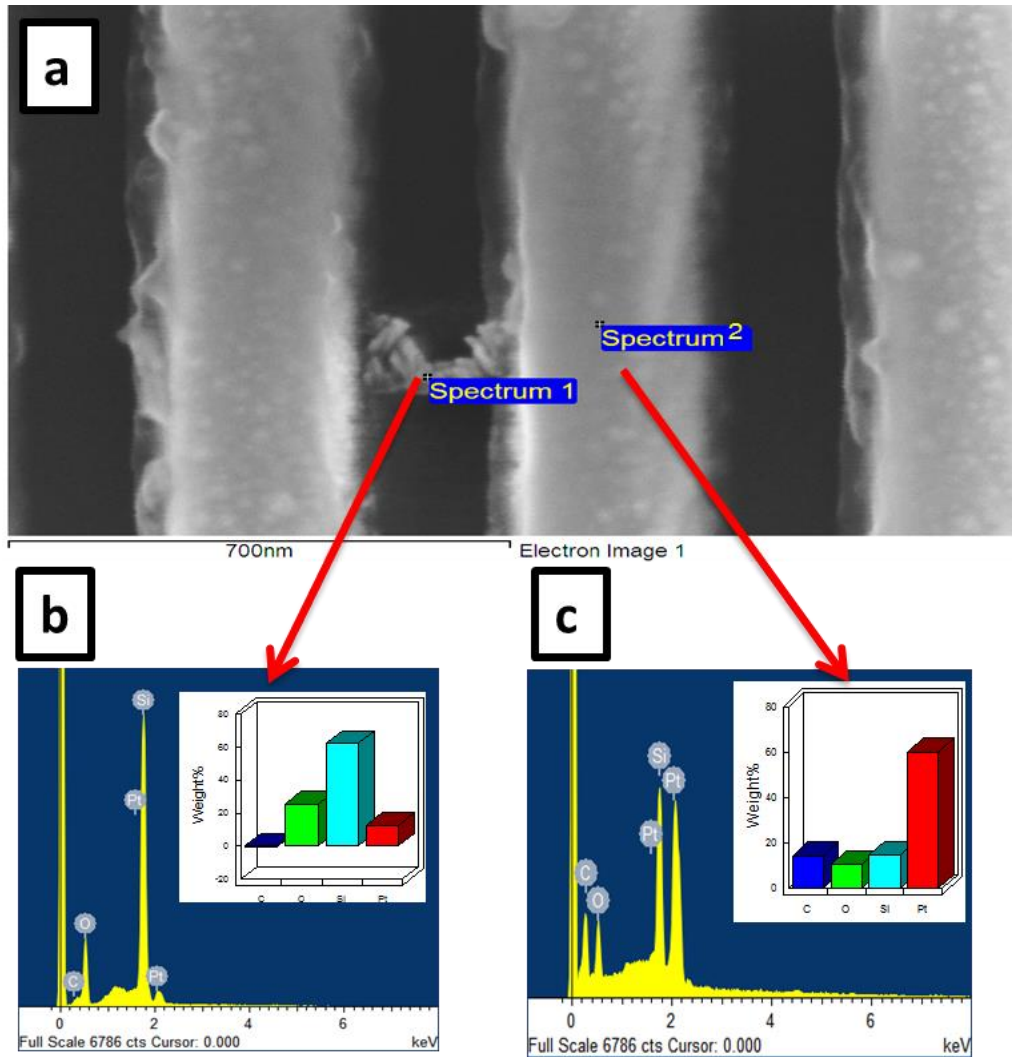 a
Spectrum 2
Spectrum 1
700nm
Electron Image 1
b
c
Si
Pt
O
C
Pt
80
60
40
20
0
-20
Weight%
C O Si Pt
0 2 4 6
Full Scale 6786 cts Cursor: 0.000 keV
Si
Pt
Pt
C
O
80
60
40
20
0
Weight%
C O Si Pt
0 2 4 6
Full Scale 6786 cts Cursor: 0.000 keV